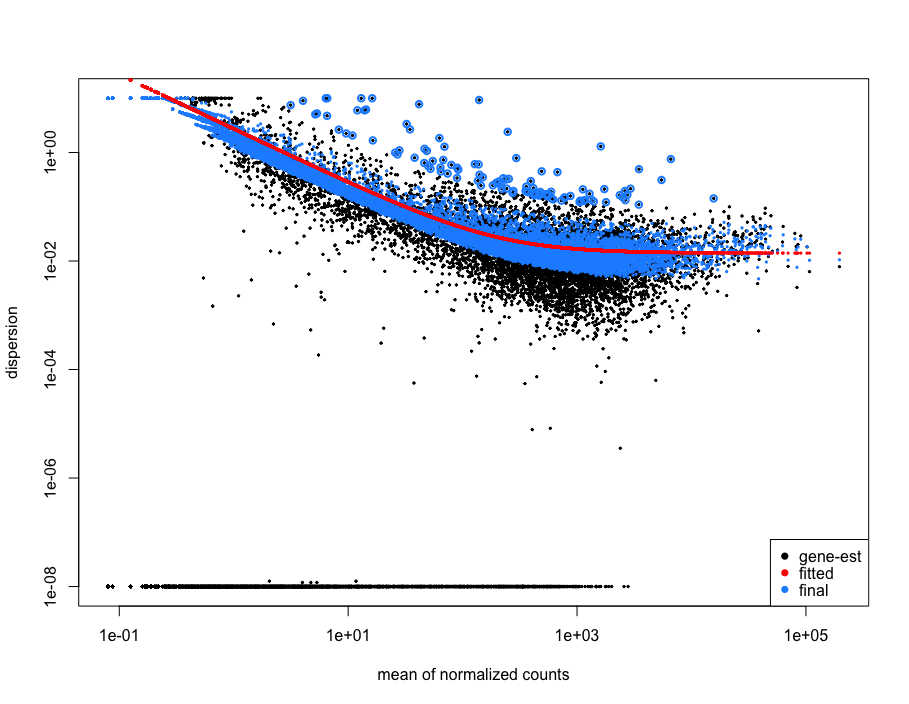 1e+00
1e-02
1e-04
1e-06
1e-08
dispersion
gene-est
fitted
final
1e-01
1e+01
1e+03
1e+05
mean of normalized counts